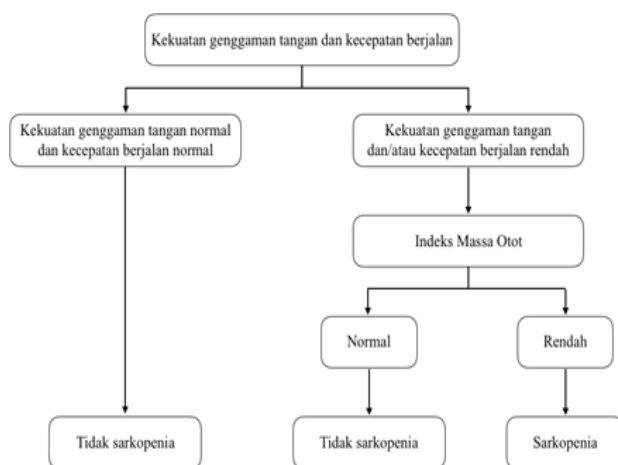 Kekuatan genggaman tangan dan kecepatan berjalan
Kekuatan genggaman tangan normal
dan kecepatan berjalan normal
Kekuatan genggaman tangan
dan/atau kecepatan berjalan rendah
Indeks Massa Otot
Normal
Rendah
Tidak sarkopenia
Tidak sarkopenia
Sarkopenia